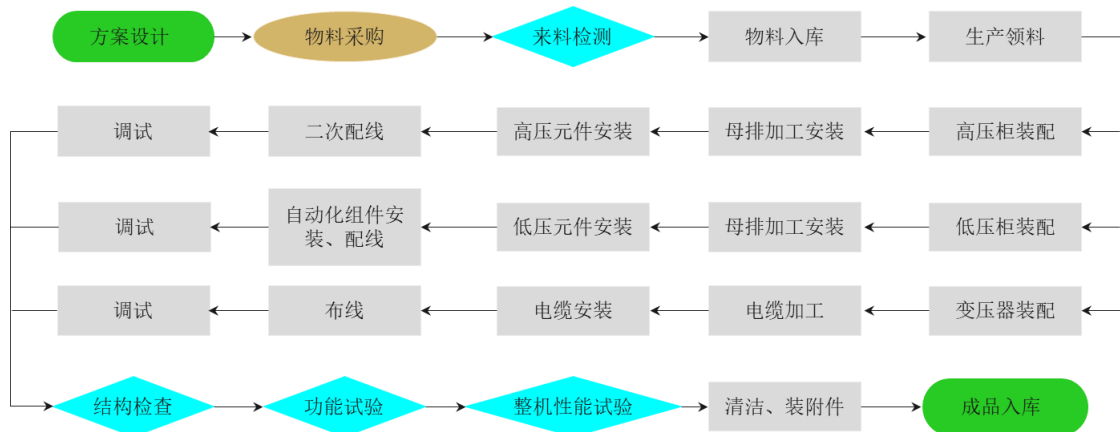 方案设计
物料采购
来料检测
物料入库
生产领料
调试
二次配线
高压元件安装
母排加工安装
高压柜装配
调试
自动化组件安
装、配线
低压元件安装
母排加工安装
低压柜装配
调试
布线
电缆安装
电缆加工
变压器装配
结构检查
功能试验
整机性能试验
清洁、装附件
成品入库